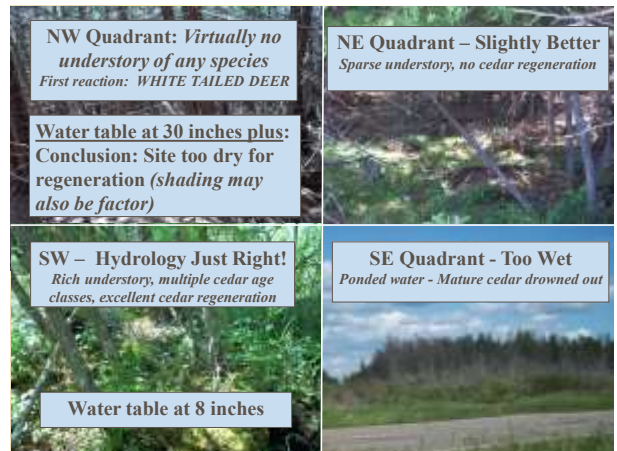 NW Quadrant: Virtually no
understory of any species
First reaction: WHITE TAILED DEER
Water table at 30 inches plus:
Conclusion: Site too dry for
regeneration (shading may
also be factor)
NE Quadrant – Slightly Better
Sparse understory, no cedar regeneration
SW – Hydrology Just Right!
Rich understory, multiple cedar age
classes, excellent cedar regeneration
Water table at 8 inches
SE Quadrant - Too Wet
Ponded water - Mature cedar drowned out